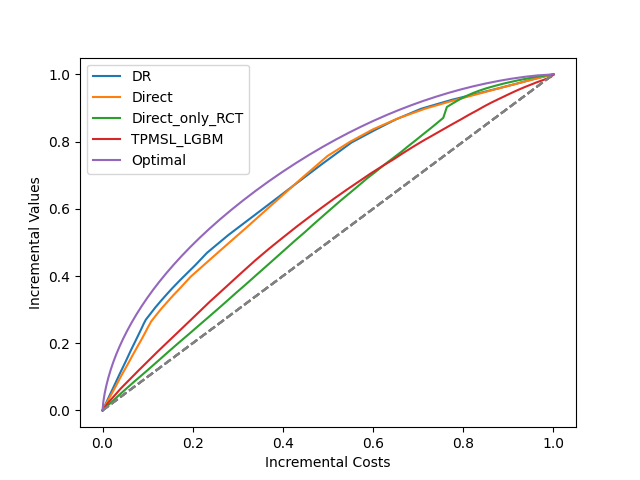 DR
Direct
Direct_only_RCT
TPMSL_LGBM
Optimal
1.0
0.8
0.6
0.4
0.2
0.0
Incremental Values
0.0 0.2 0.4 0.6 0.8 1.0
Incremental Costs